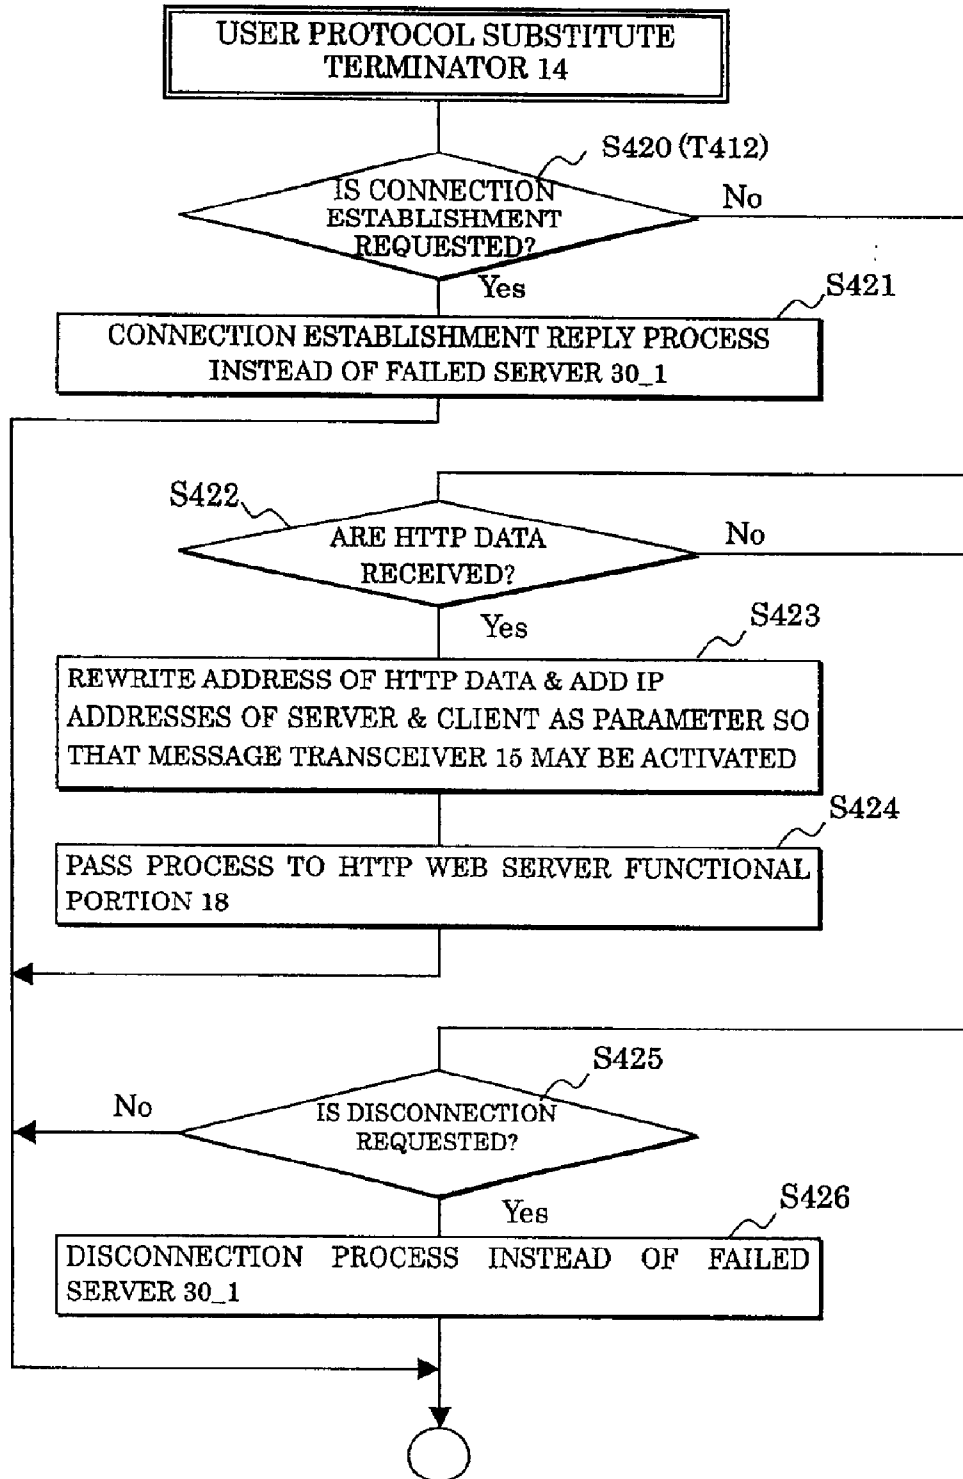 USER PROTOCOL SUBSTITUTE
TERMINATOR 14
S420 (T412)
IS CONNECTION
ESTABLISHMENT
REQUESTED?
No
Yes
S421
CONNECTION ESTABLISHMENT REPLY PROCESS
INSTEAD OF FAILED SERVER 30_1
S422
ARE HTTP DATA
RECEIVED?
No
Yes
S423
REWRITE ADDRESS OF HTTP DATA & ADD IP
ADDRESSES OF SERVER & CLIENT AS PARAMETER SO
THAT MESSAGE TRANSCEIVER 15 MAY BE ACTIVATED
S424
PASS PROCESS TO HTTP WEB SERVER FUNCTIONAL
PORTION 18
S425
No
IS DISCONNECTION
REQUESTED?
Yes
S426
DISCONNECTION PROCESS INSTEAD OF FAILED
SERVER 30_1